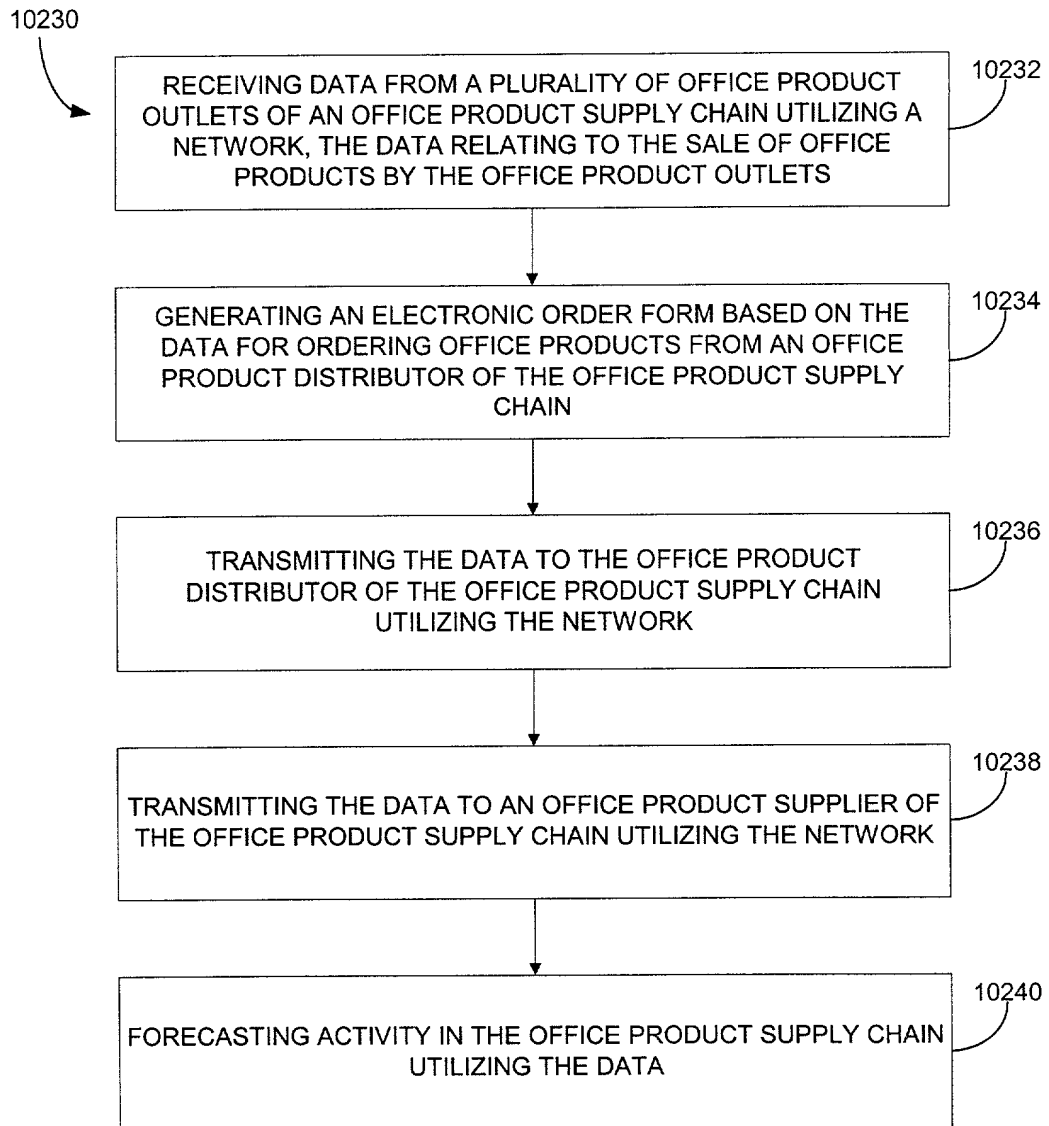 10230
RECEIVING DATA FROM A PLURALITY OF OFFICE PRODUCT
OUTLETS OF AN OFFICE PRODUCT SUPPLY CHAIN UTILIZING A
NETWORK, THE DATA RELATING TO THE SALE OF OFFICE
PRODUCTS BY THE OFFICE PRODUCT OUTLETS
10232
GENERATING AN ELECTRONIC ORDER FORM BASED ON THE
DATA FOR ORDERING OFFICE PRODUCTS FROM AN OFFICE
PRODUCT DISTRIBUTOR OF THE OFFICE PRODUCT SUPPLY
CHAIN
10234
TRANSMITTING THE DATA TO THE OFFICE PRODUCT
DISTRIBUTOR OF THE OFFICE PRODUCT SUPPLY CHAIN
UTILIZING THE NETWORK
10236
TRANSMITTING THE DATA TO AN OFFICE PRODUCT SUPPLIER OF
THE OFFICE PRODUCT SUPPLY CHAIN UTILIZING THE NETWORK
10238
FORECASTING ACTIVITY IN THE OFFICE PRODUCT SUPPLY CHAIN
UTILIZING THE DATA
10240